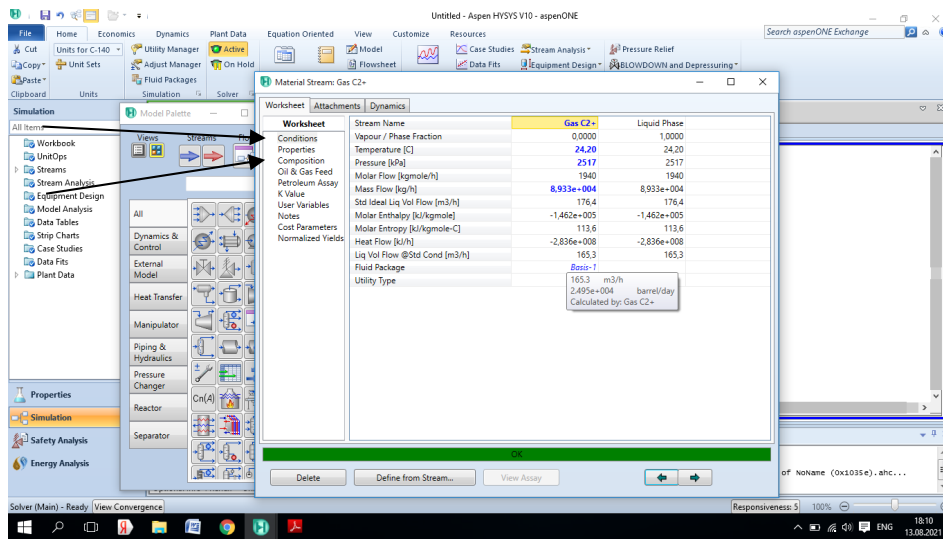 Untitled - Aspen HYSYS V10 - aspenONE
File Home Economics Dynamics Plant Data Equation Oriented View Customize Resources Search aspenONE Exchange
Cut Units for C-140 Utility Manager Active Model Case Studies Stream Analysis Pressure Relief
Copy Unit Sets Adjust Manager On Hold Flowsheet Data Fits Equipment Design BLOWDOWN and Depressuring
Paste Fluid Packages
Clipboard Units Simulation Solver
Simulation
All Items
Workbook
UnitOps
Streams
Stream Analysis
Equipment Design
Model Analysis
Data Tables
Strip Charts
Case Studies
Data Fits
Plant Data
Properties
Simulation
Safety Analysis
Energy Analysis
Model Palette
Views Streams
All
Dynamics &
Control
External
Model
Heat Transfer
Manipulator
Piping &
Hydraulics
Pressure
Changer
Reactor
Separator
Cn(A)
Material Stream: Gas C2+
Worksheet Attachments Dynamics
Worksheet
Conditions
Properties
Composition
Oil & Gas Feed
Petroleum Assay
K Value
User Variables
Notes
Cost Parameters
Normalized Yields
Stream Name Gas C2+ Liquid Phase
Vapour / Phase Fraction 0,0000 1,0000
Temperature [C] 24,20 24,20
Pressure [kPa] 2517 2517
Molar Flow [kgmole/h] 1940 1940
Mass Flow [kg/h] 8,933e+004 8,933e+004
Std Ideal Liq Vol Flow [m3/h] 176,4 176,4
Molar Enthalpy [kJ/kgmole] -1,462e+005 -1,462e+005
Molar Entropy [kJ/kgmole-C] 113,6 113,6
Heat Flow [kJ/h] -2,836e+008 -2,836e+008
Liq Vol Flow @Std Cond [m3/h] 165,3 165,3
Fluid Package Basis-1
Utility Type
165.3 m3/h
2.495e+004 barrel/day
Calculated by: Gas C2+
OK
Delete Define from Stream... View Assay
of NoName (0x1035e).ahc...
Solver (Main) - Ready View Convergence Responsiveness: 5 100%
ENG 18:10
13.08.2021